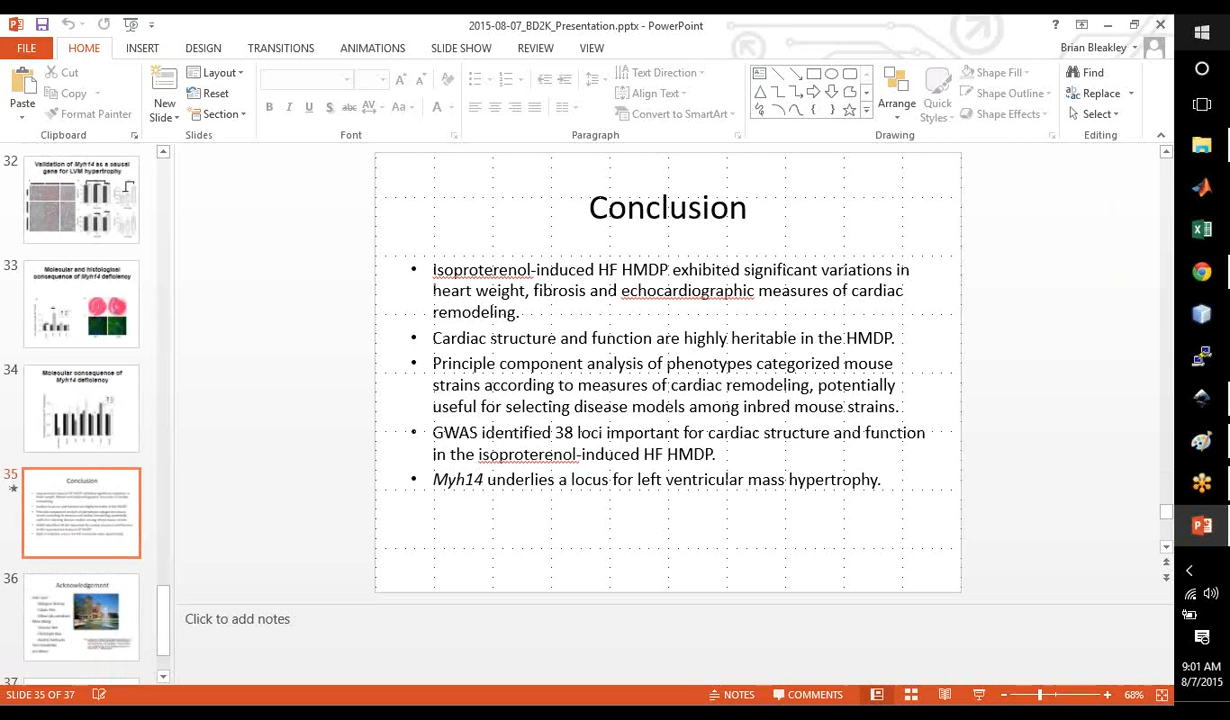 2015-08-07_BD2K_Presentation.pptx - PowerPoint
?
FILE
HOME
INSERT
DESIGN
TRANSITIONS
ANIMATIONS
SLIDE SHOW
REVIEW
VIEW
Brian Bleakley
Paste
Cut
Copy
Format Painter
Clipboard
New Slide
Layout
Reset
Section
Slides
B I U S abc AV Aa A
Font
Text Direction
Align Text
Convert to SmartArt
Paragraph
Arrange
Quick Styles
Shape Fill
Shape Outline
Shape Effects
Drawing
Find
Replace
Select
Editing
32
Validation of Myh14 as a causal
gene for LVM hypertrophy
33
Molecular and histological
consequence of Myh14 deficiency
34
Molecular consequence of
Myh14 deficiency
35
Conclusion
36
Acknowledgement
37
Conclusion
• Isoproterenol-induced HF HMDP exhibited significant variations in
heart weight, fibrosis and echocardiographic measures of cardiac
remodeling.
• Cardiac structure and function are highly heritable in the HMDP.
• Principle component analysis of phenotypes categorized mouse
strains according to measures of cardiac remodeling, potentially
useful for selecting disease models among inbred mouse strains.
• GWAS identified 38 loci important for cardiac structure and function
in the isoproterenol-induced HF HMDP.
• Myh14 underlies a locus for left ventricular mass hypertrophy.
Click to add notes
SLIDE 35 OF 37
NOTES
COMMENTS
68%
9:01 AM
8/7/2015